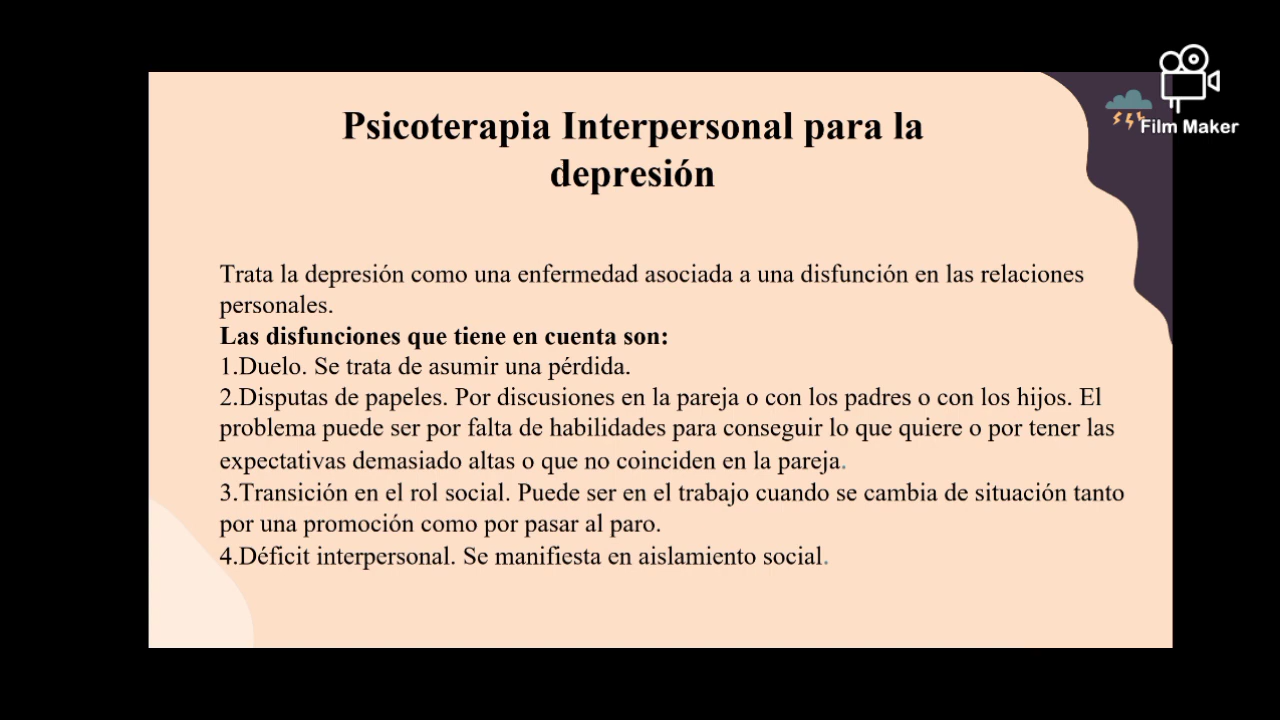 Film Maker
Psicoterapia Interpersonal para la
depresión
Trata la depresión como una enfermedad asociada a una disfunción en las relaciones
personales.
Las disfunciones que tiene en cuenta son:
1.Duelo. Se trata de asumir una pérdida.
2.Disputas de papeles. Por discusiones en la pareja o con los padres o con los hijos. El
problema puede ser por falta de habilidades para conseguir lo que quiere o por tener las
expectativas demasiado altas o que no coinciden en la pareja.
3.Transición en el rol social. Puede ser en el trabajo cuando se cambia de situación tanto
por una promoción como por pasar al paro.
4.Déficit interpersonal. Se manifiesta en aislamiento social.